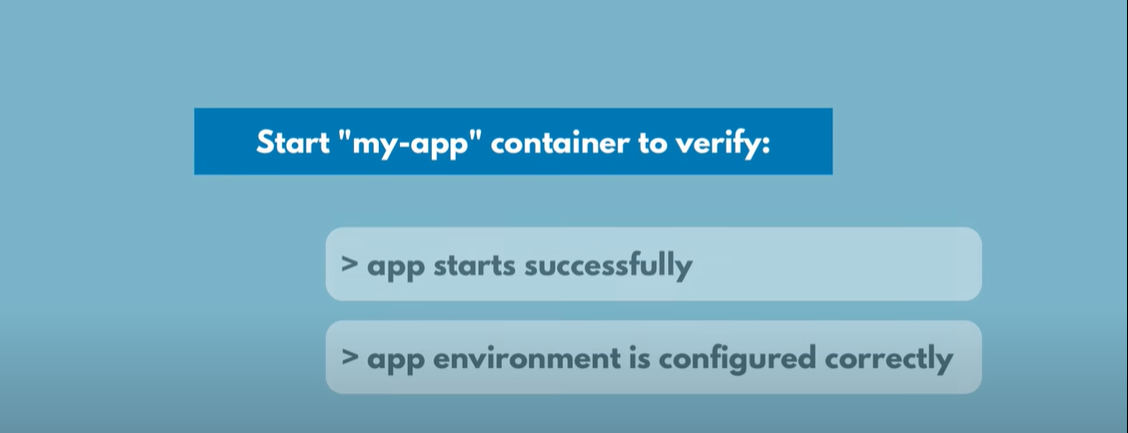 Start "my-app" container to verify:
> app starts successfully
> app environment is configured correctly